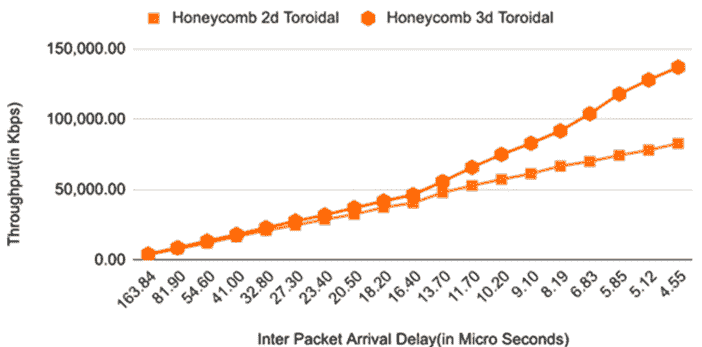 Honeycomb 2d Toroidal Honeycomb 3d Toroidal
150,000.00
100,000.00
50,000.00
0.00
Throughput(in Kbps)
163.84 81.90 54.60 41.00 32.80 27.30 23.40 20.50 18.20 16.40 13.70 11.70 10.20 9.10 8.19 6.83 5.85 5.12 4.55
Inter Packet Arrival Delay(in Micro Seconds)